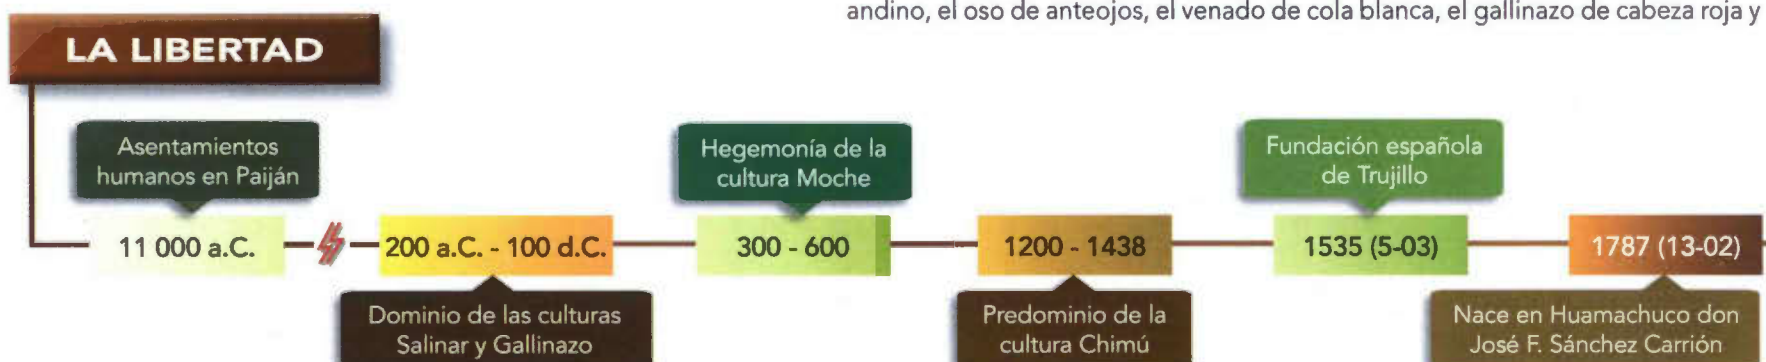 andino, el oso de anteojos, el venado de cola blanca, el gallinazo de cabeza roja y
LA LIBERTAD
Asentamientos
humanos en Paiján
11 000 a.C.
200 a.C. - 100 d.C.
Dominio de las culturas
Salinar y Gallinazo
Hegemonía de la
cultura Moche
300 - 600
1200 - 1438
Predominio de la
cultura Chimú
Fundación española
de Trujillo
1535 (5-03)
1787 (13-02)
Nace en Huamachuco don
José F. Sánchez Carrión